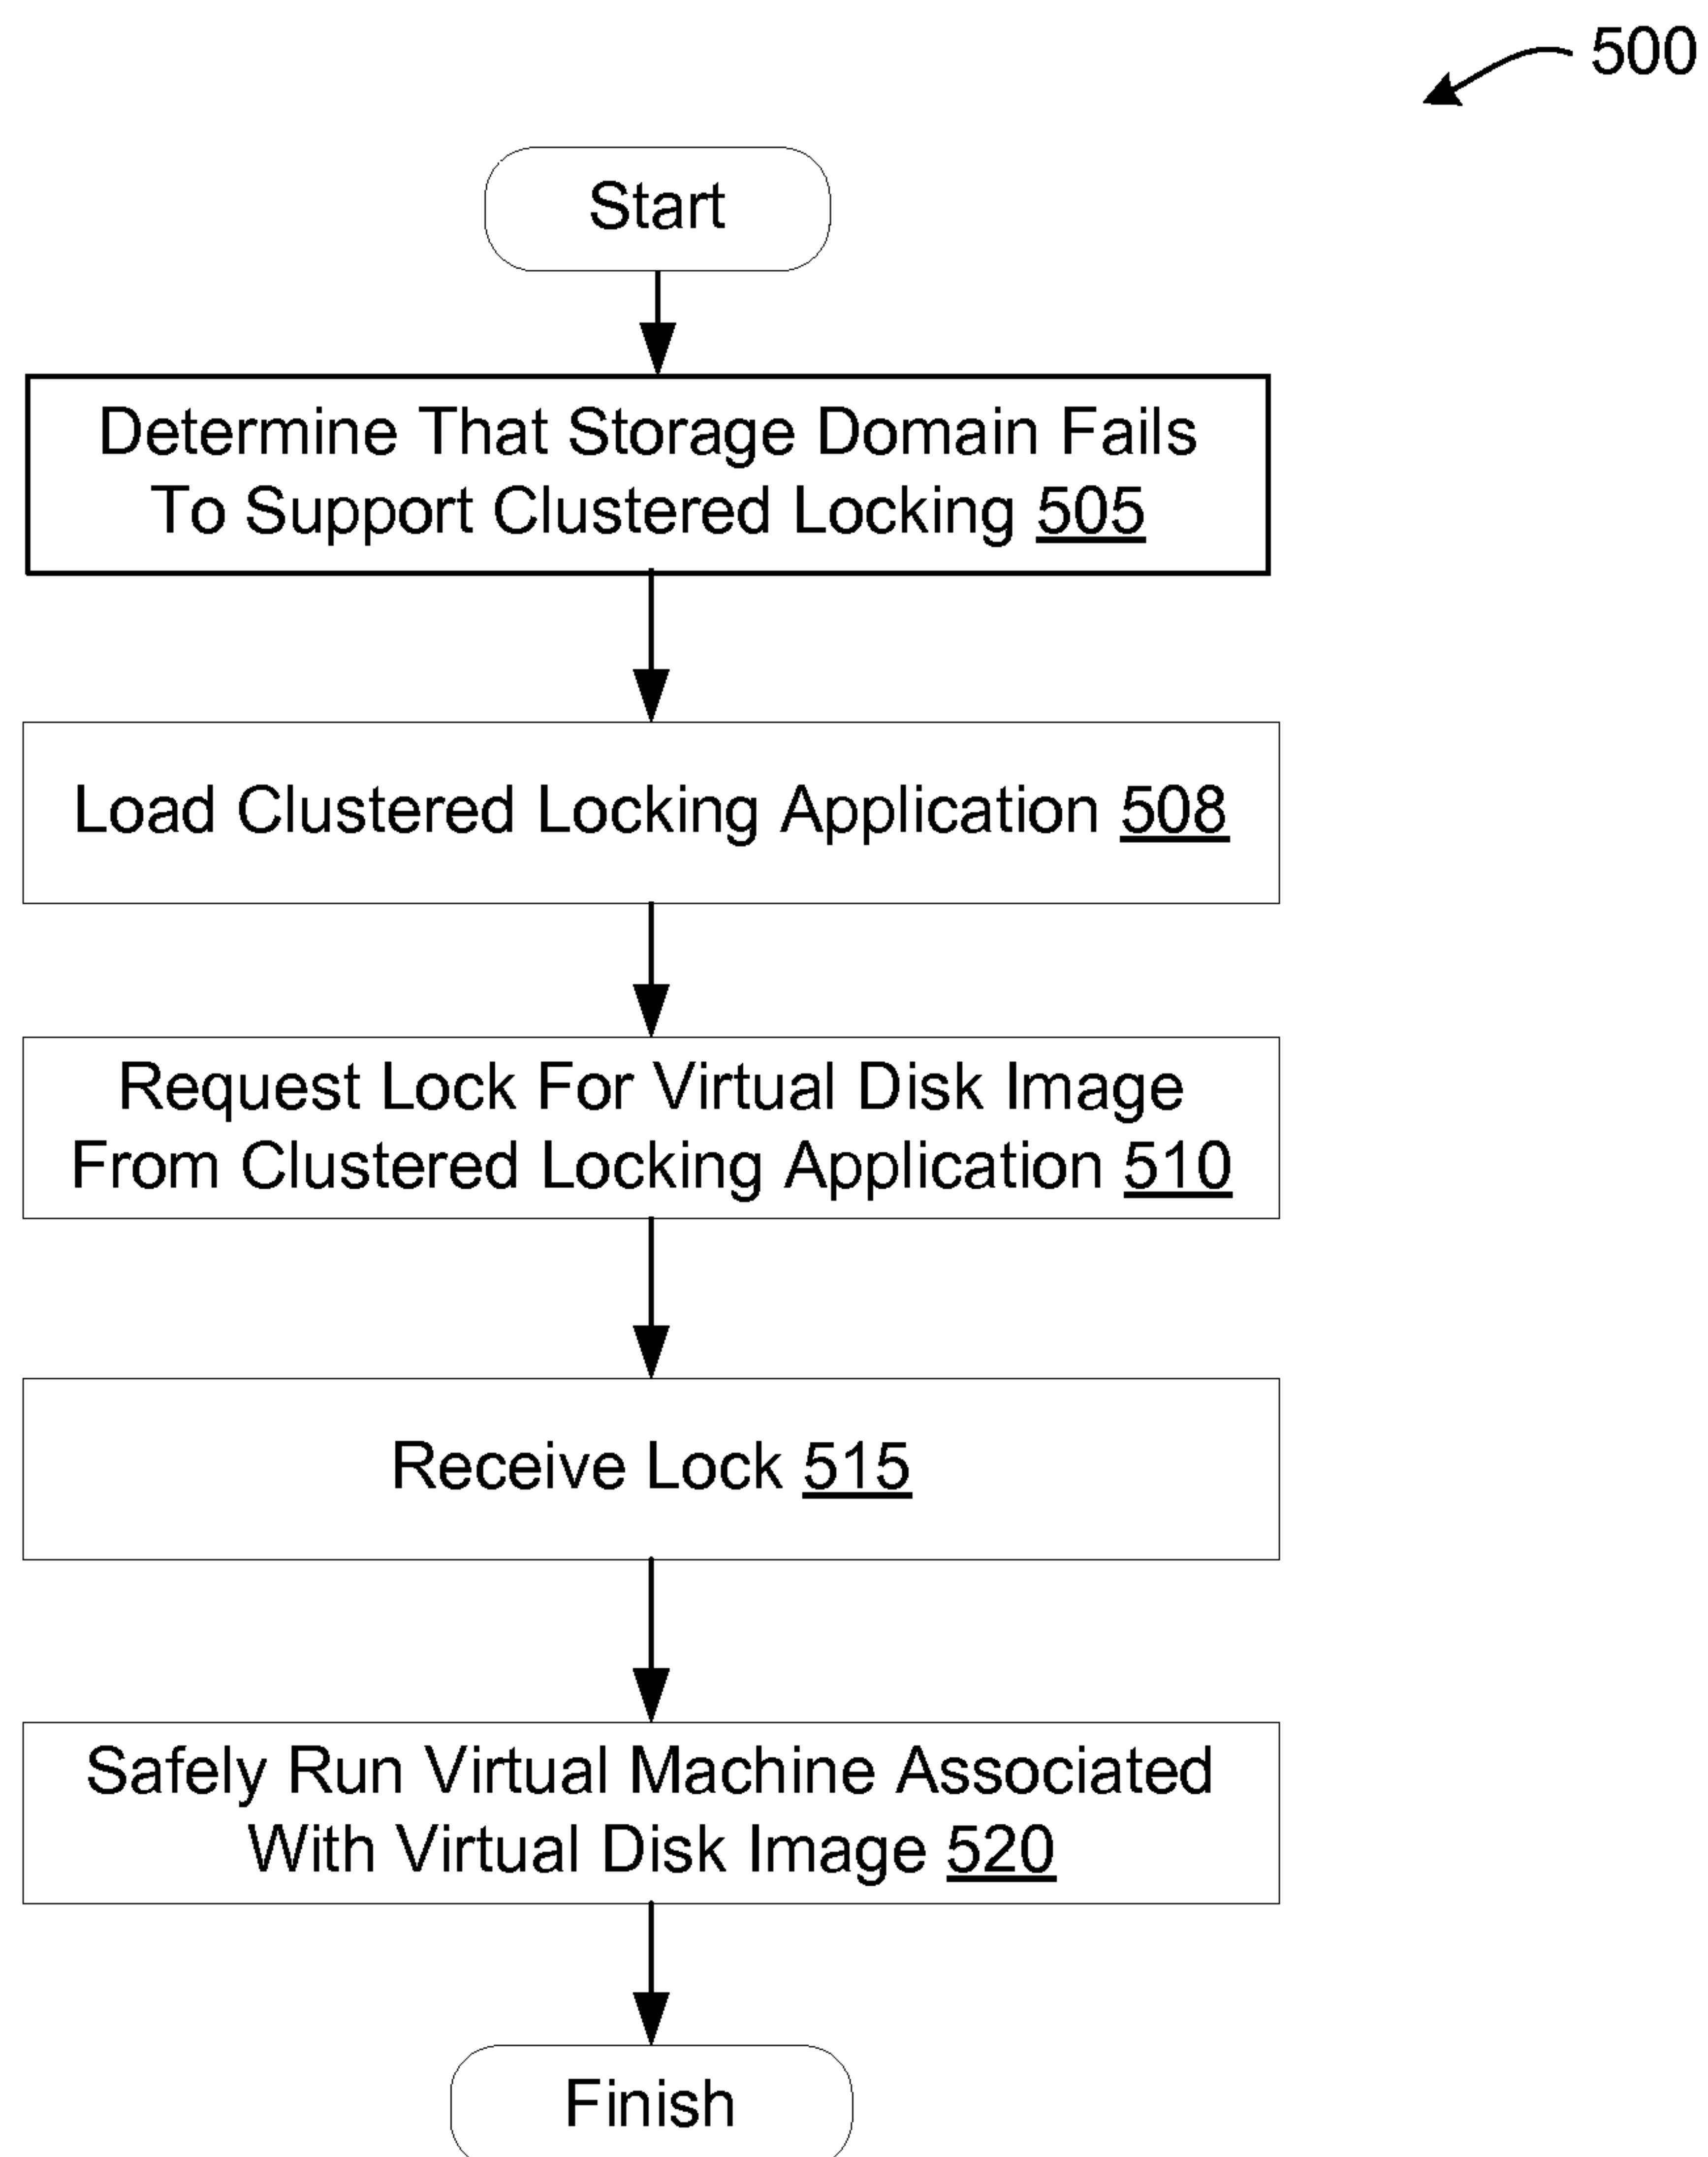 500
Start
Determine That Storage Domain Fails
To Support Clustered Locking 505
Load Clustered Locking Application 508
Request Lock For Virtual Disk Image
From Clustered Locking Application 510
Receive Lock 515
Safely Run Virtual Machine Associated
With Virtual Disk Image 520
Finish